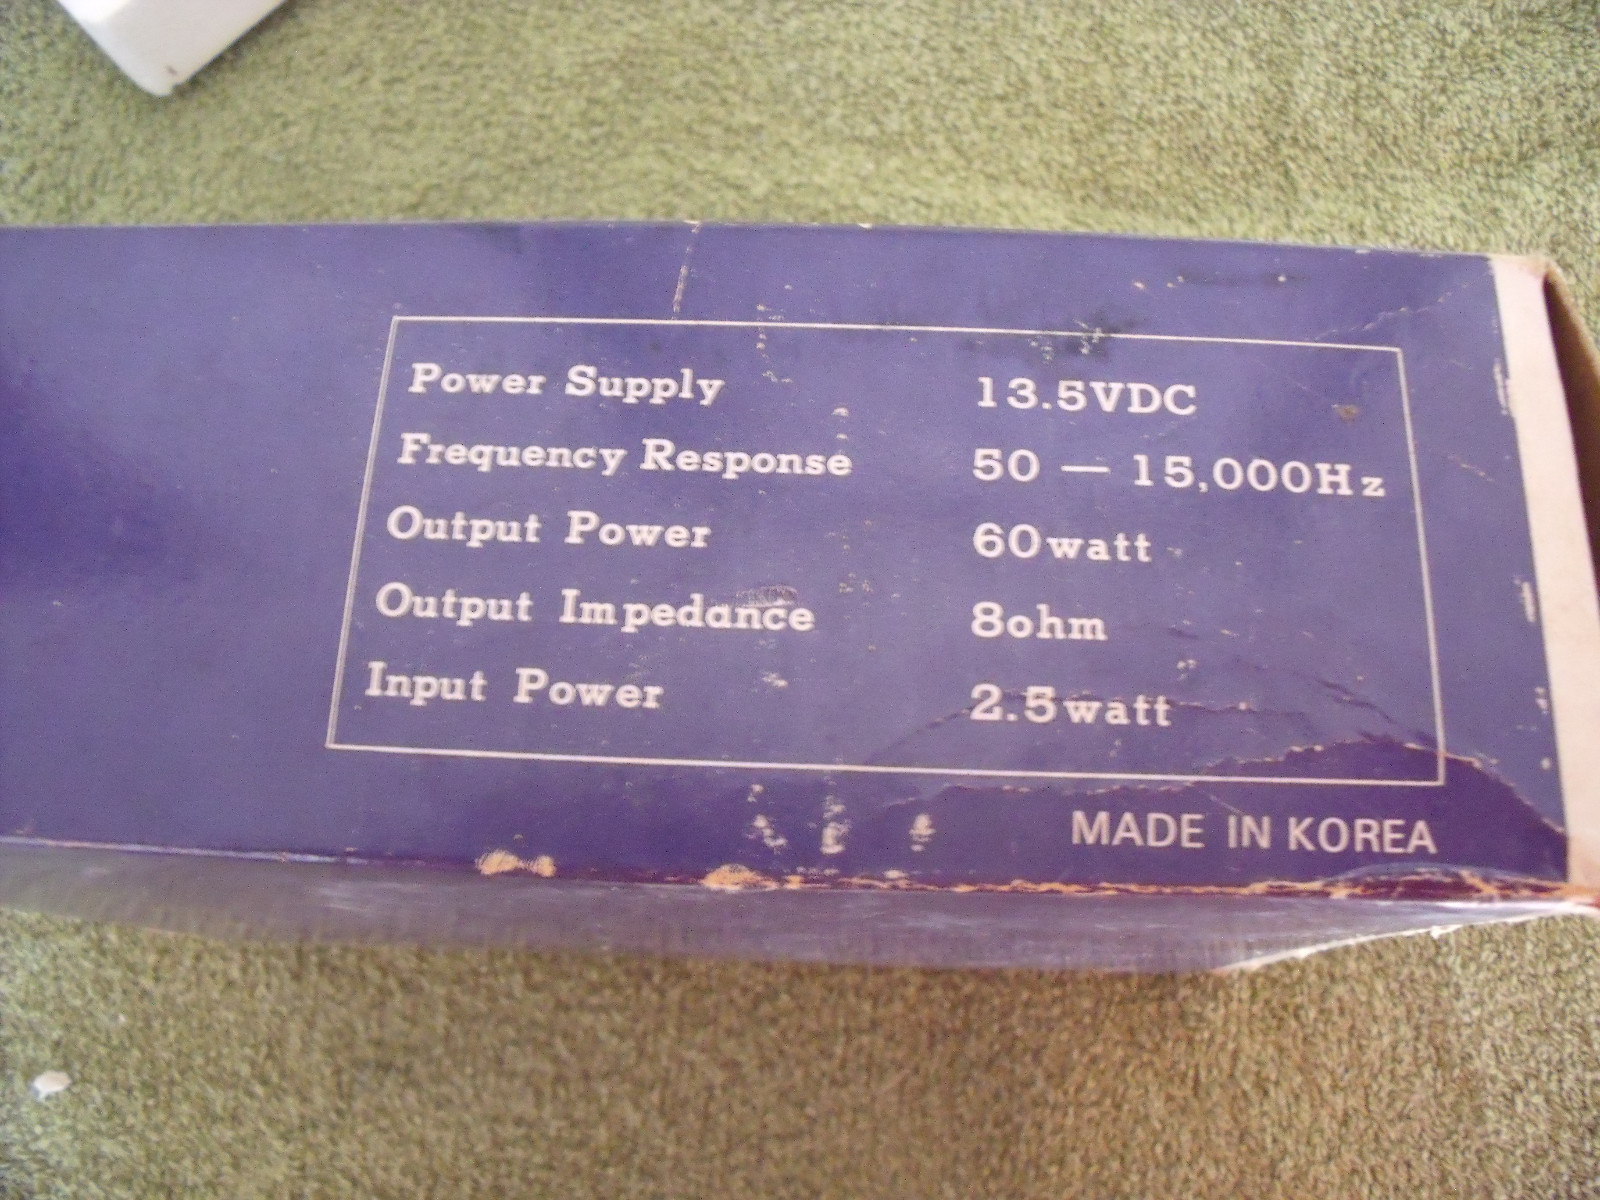 Power Supply 13.5VDC
Frequency Response 50 — 15,000Hz
Output Power 60watt
Output Impedance 8ohm
Input Power 2.5watt
MADE IN KOREA